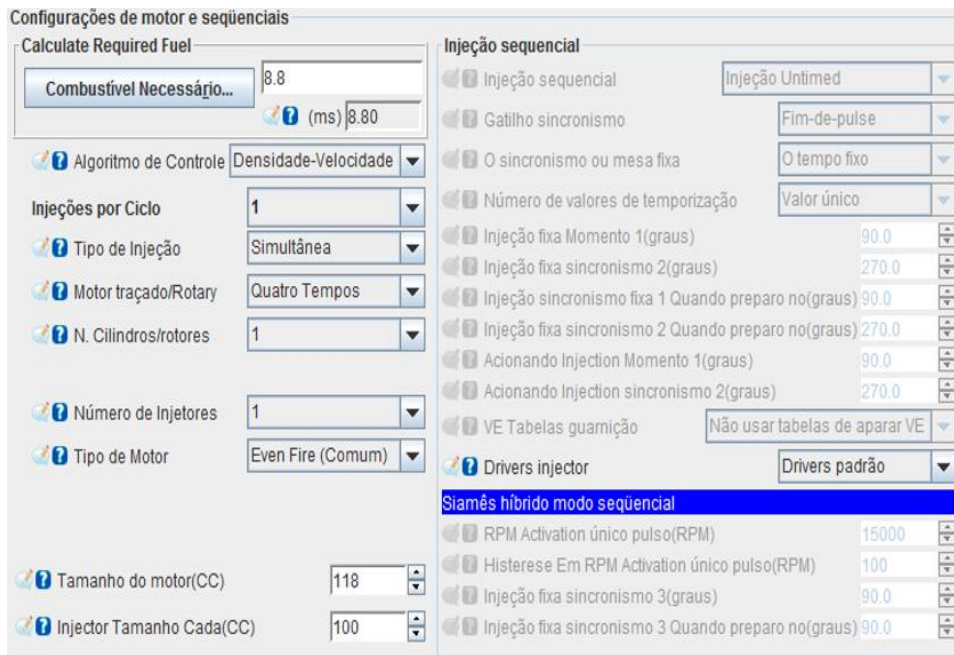 Configurações de motor e seqüenciais
Calculate Required Fuel
Combustível Necessário...
8.8
(ms) 8.80
Algoritmo de Controle Densidade-Velocidade
Injeções por Ciclo 1
Tipo de Injeção Simultânea
Motor traçado/Rotary Quatro Tempos
N. Cilindros/rotores 1
Número de Injetores 1
Tipo de Motor Even Fire (Comum)
Tamanho do motor(CC) 118
Injector Tamanho Cada(CC) 100
Injeção sequencial
Injeção sequencial Injeção Untimed
Gatilho sincronismo Fim-de-pulse
O sincronismo ou mesa fixa O tempo fixo
Número de valores de temporização Valor único
Injeção fixa Momento 1(graus) 90.0
Injeção fixa sincronismo 2(graus) 270.0
Injeção sincronismo fixa 1 Quando preparo no(graus) 90.0
Injeção fixa sincronismo 2 Quando preparo no(graus) 270.0
Acionando Injection Momento 1(graus) 90.0
Acionando Injection sincronismo 2(graus) 270.0
VE Tabelas guarnição Não usar tabelas de aparar VE
Drivers injector Drivers padrão
Siamês híbrido modo seqüencial
RPM Activation único pulso(RPM) 15000
Histerese Em RPM Activation único pulso(RPM) 100
Injeção fixa sincronismo 3(graus) 90.0
Injeção fixa sincronismo 3 Quando preparo no(graus) 90.0